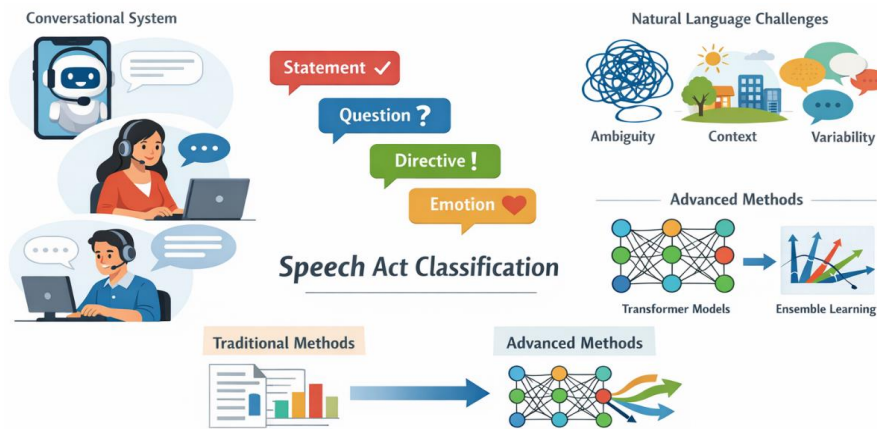 Conversational System
Statement ✓
Question ?
Directive !
Emotion
Speech Act Classification
Natural Language Challenges
Ambiguity
Context
Variability
Advanced Methods
Transformer Models
Ensemble Learning
Traditional Methods
Advanced Methods